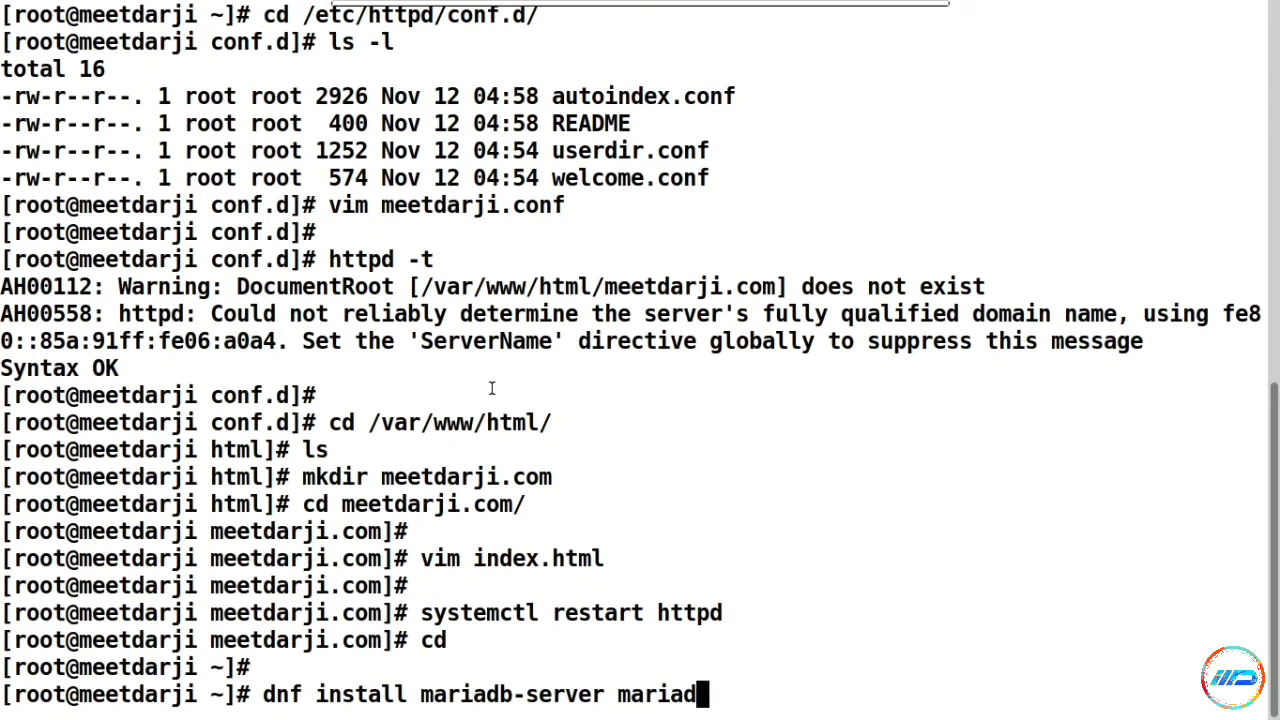 [root@meetdarji ~]# cd /etc/httpd/conf.d/
[root@meetdarji conf.d]# ls -l
total 16
-rw-r--r--. 1 root root 2926 Nov 12 04:58 autoindex.conf
-rw-r--r--. 1 root root  400 Nov 12 04:58 README
-rw-r--r--. 1 root root 1252 Nov 12 04:54 userdir.conf
-rw-r--r--. 1 root root  574 Nov 12 04:54 welcome.conf
[root@meetdarji conf.d]# vim meetdarji.conf
[root@meetdarji conf.d]#
[root@meetdarji conf.d]# httpd -t
AH00112: Warning: DocumentRoot [/var/www/html/meetdarji.com] does not exist
AH00558: httpd: Could not reliably determine the server's fully qualified domain name, using fe8
0::85a:91ff:fe06:a0a4. Set the 'ServerName' directive globally to suppress this message
Syntax OK
[root@meetdarji conf.d]#
[root@meetdarji conf.d]# cd /var/www/html/
[root@meetdarji html]# ls
[root@meetdarji html]# mkdir meetdarji.com
[root@meetdarji html]# cd meetdarji.com/
[root@meetdarji meetdarji.com]#
[root@meetdarji meetdarji.com]# vim index.html
[root@meetdarji meetdarji.com]#
[root@meetdarji meetdarji.com]# systemctl restart httpd
[root@meetdarji meetdarji.com]# cd
[root@meetdarji ~]#
[root@meetdarji ~]# dnf install mariadb-server mariad